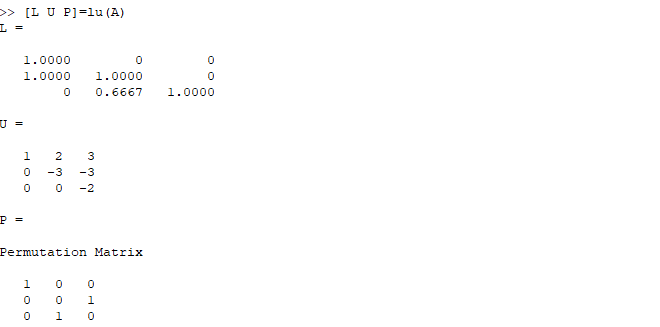 >> [L U P]=lu(A)
L =
1.0000 0 0
1.0000 1.0000 0
0 0.6667 1.0000
U =
1 2 3
0 -3 -3
0 0 -2
P =
Permutation Matrix
1 0 0
0 0 1
0 1 0